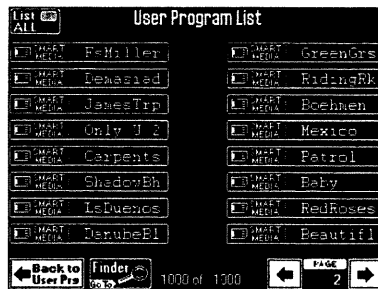 List ALL User Program List
SMART MEDIA FsMiller
SMART MEDIA GreenGrs
SMART MEDIA Demasiad
SMART MEDIA RidingRk
SMART MEDIA JamesTrp
SMART MEDIA Boehmen
SMART MEDIA Only U 2
SMART MEDIA Mexico
SMART MEDIA Carpents
SMART MEDIA Patrol
SMART MEDIA ShadowBh
SMART MEDIA Baby
SMART MEDIA LsDuenos
SMART MEDIA RedRoses
SMART MEDIA DanubeBl
SMART MEDIA Beautifl
Back to User Prg Finder Go To 1000 of 1000 PAGE 2